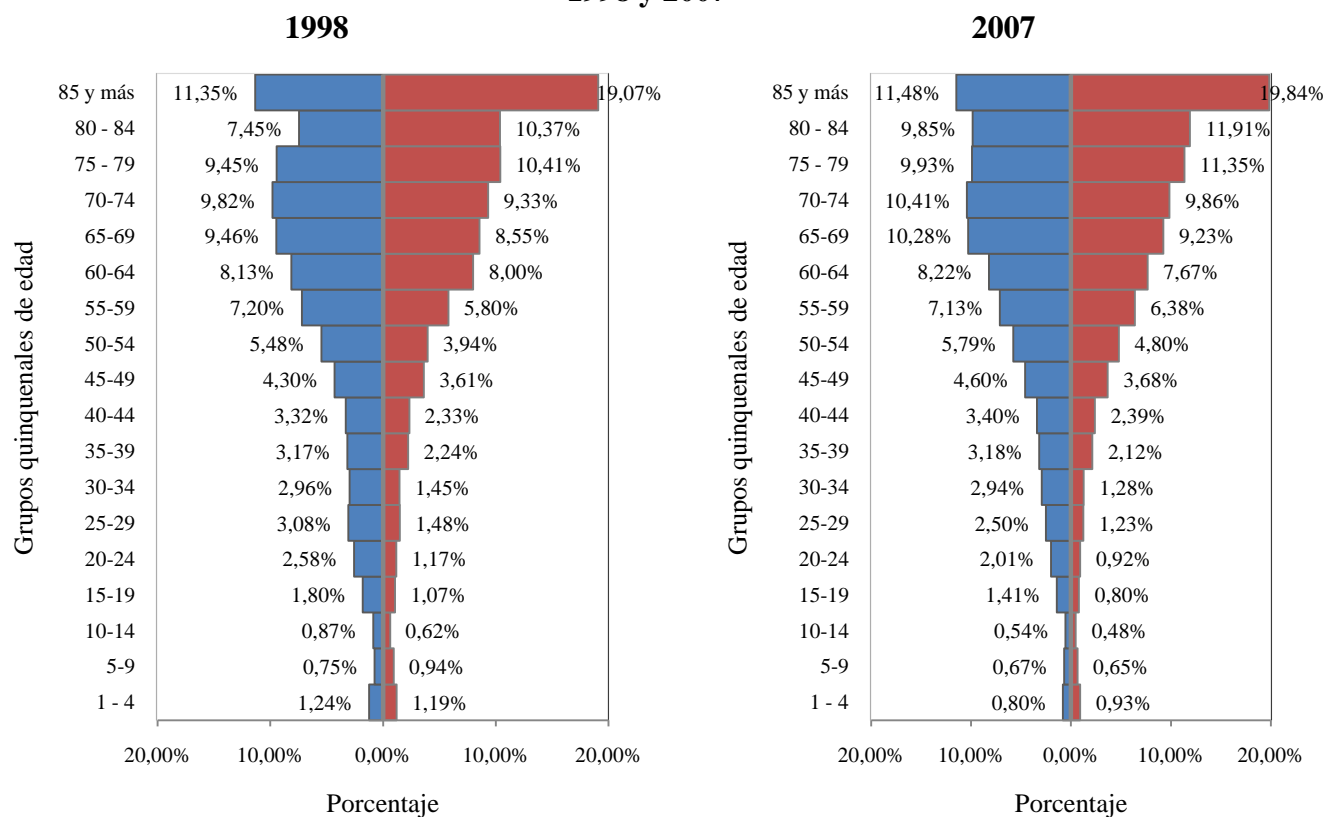 1998
2007
85 y más 11,35% 19,07%
80 - 84 7,45% 10,37%
75 - 79 9,45% 10,41%
70-74 9,82% 9,33%
65-69 9,46% 8,55%
60-64 8,13% 8,00%
55-59 7,20% 5,80%
50-54 5,48% 3,94%
45-49 4,30% 3,61%
40-44 3,32% 2,33%
35-39 3,17% 2,24%
30-34 2,96% 1,45%
25-29 3,08% 1,48%
20-24 2,58% 1,17%
15-19 1,80% 1,07%
10-14 0,87% 0,62%
5-9 0,75% 0,94%
1 - 4 1,24% 1,19%
20,00% 10,00% 0,00% 10,00% 20,00%
Grupos quinquenales de edad
Porcentaje
85 y más 11,48% 19,84%
80 - 84 9,85% 11,91%
75 - 79 9,93% 11,35%
70-74 10,41% 9,86%
65-69 10,28% 9,23%
60-64 8,22% 7,67%
55-59 7,13% 6,38%
50-54 5,79% 4,80%
45-49 4,60% 3,68%
40-44 3,40% 2,39%
35-39 3,18% 2,12%
30-34 2,94% 1,28%
25-29 2,50% 1,23%
20-24 2,01% 0,92%
15-19 1,41% 0,80%
10-14 0,54% 0,48%
5-9 0,67% 0,65%
1 - 4 0,80% 0,93%
20,00% 10,00% 0,00% 10,00% 20,00%
Grupos quinquenales de edad
Porcentaje